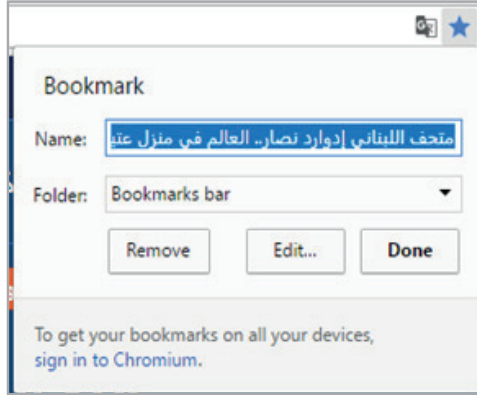 Bookmark
Name: متحف اللبناني إدوارد نصار.. العالم في منزل عتي
Folder: Bookmarks bar
Remove Edit... Done
To get your bookmarks on all your devices,
sign in to Chromium.